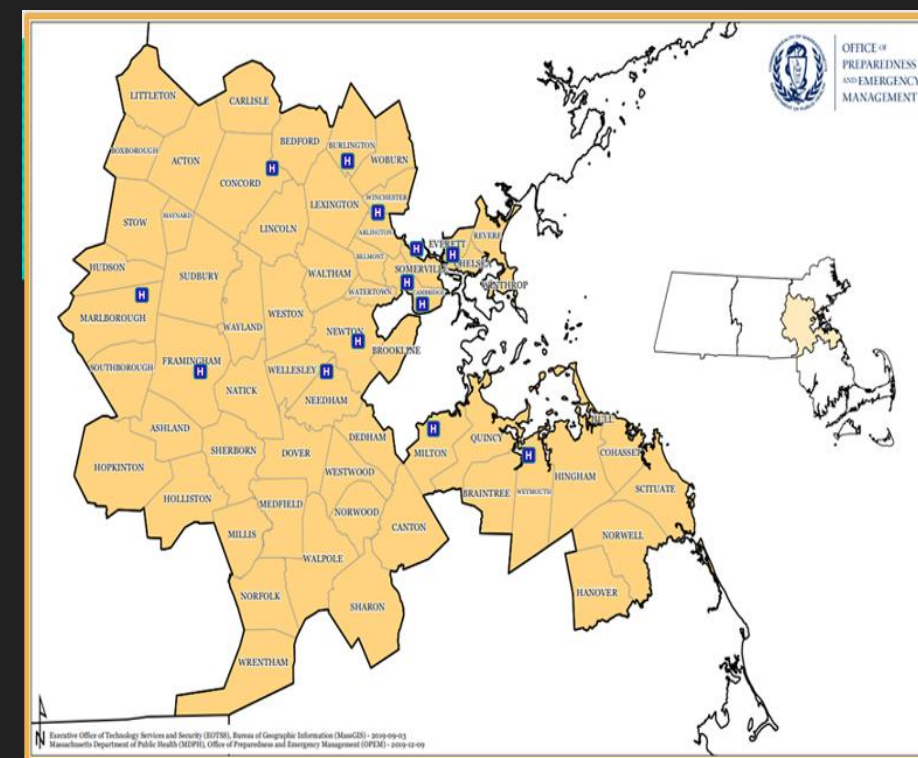 OFFICE OF
PREPAREDNESS
AND EMERGENCY
MANAGEMENT
LITTLETON
CARLISLE
BEDFORD
BURLINGTON
BOXBOROUGH
ACTON
WOBURN
H
H
CONCORD
WINCHESTER
LEXINGTON
H
STOW
MAYNARD
LINCOLN
ARLINGTON
REVERE
EVERETT
H
H
BELMONT
CHELSEA
HUDSON
SUDBURY
WALTHAM
SOMERVILLE
H
WINTHROP
WATERTOWN
CAMBRIDGE
H
H
MARLBOROUGH
WESTON
WAYLAND
NEWTON
H
BROOKLINE
SOUTHBOROUGH
FRAMINGHAM
H
WELLESLEY
H
NATICK
NEEDHAM
HULL
ASHLAND
H
DEDHAM
QUINCY
SHERBORN
DOVER
MILTON
COHASSET
H
HOPKINTON
WESTWOOD
HINGHAM
SCITUATE
HOLLISTON
BRAINTREE
WEYMOUTH
MEDFIELD
NORWOOD
CANTON
MILLIS
NORWELL
WALPOLE
HANOVER
NORFOLK
SHARON
WRENTHAM
N
Executive Office of Technology Services and Security (EOTSS), Bureau of Geographic Information (MassGIS) - 2019-09-03
Massachusetts Department of Public Health (MDPH), Office of Preparedness and Emergency Management (OPEM) - 2019-12-09